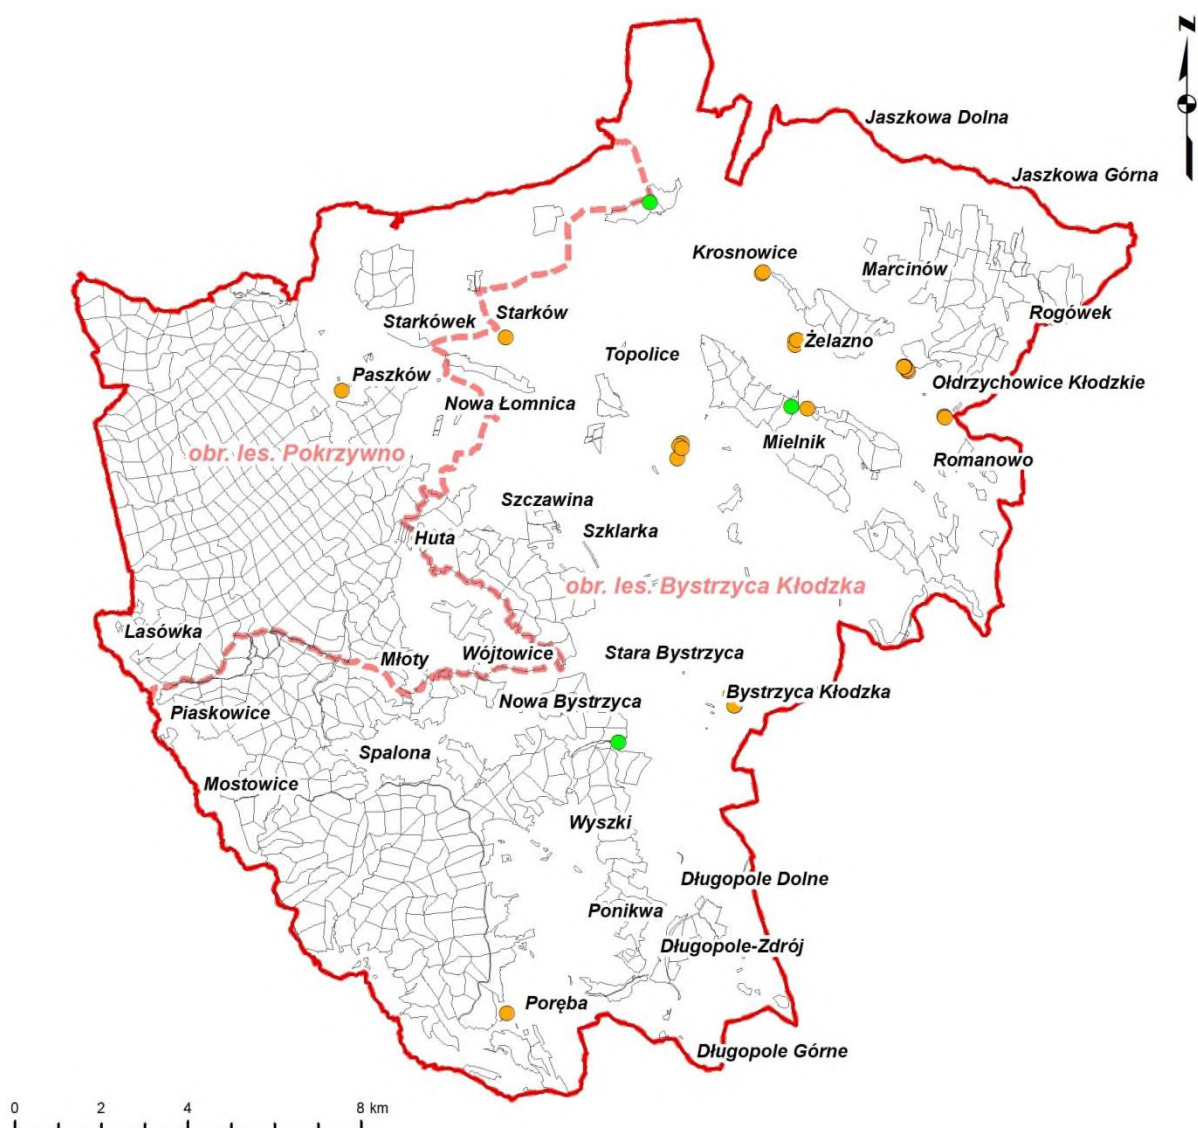 N
Jaszkowa Dolna
Jaszkowa Górna
Krosnowice
Marcinów
Rogówek
Starkówek
Starków
Żelazno
Topolice
Paszków
Ołdrzychowice Kłodzkie
Nowa Łomnica
Mielnik
obr. les. Pokrzywno
Romanowo
Szczawina
Szklarka
Huta
obr. les. Bystrzyca Kłodzka
Lasówka
Młoty
Wójtowice
Stara Bystrzyca
Bystrzyca Kłodzka
Nowa Bystrzyca
Piaskowice
Spalona
Mostowice
Wyszki
Długopole Dolne
Ponikwa
Długopole-Zdrój
Poręba
Długopole Górne
0 2 4 8 km